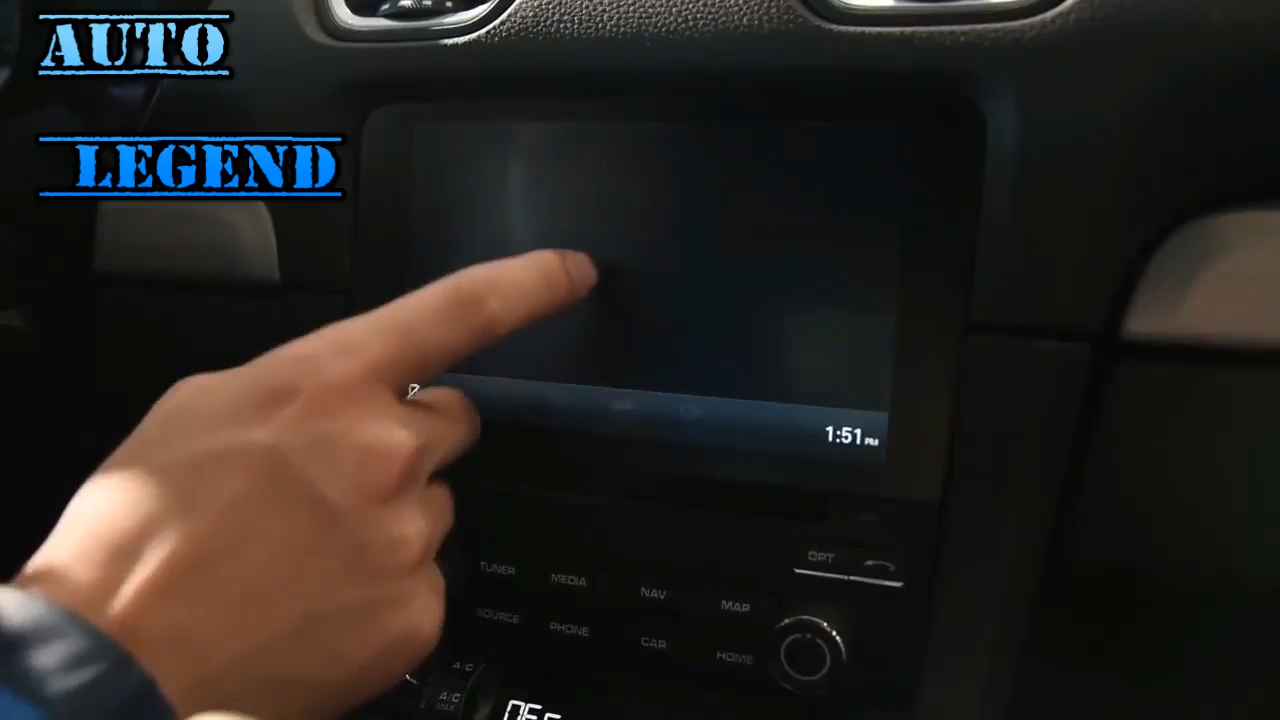 AUTO
LEGEND
1:51 PM
OPT
TUNER MEDIA NAV MAP
SOURCE PHONE CAR HOME
A/C
A/C
MAX